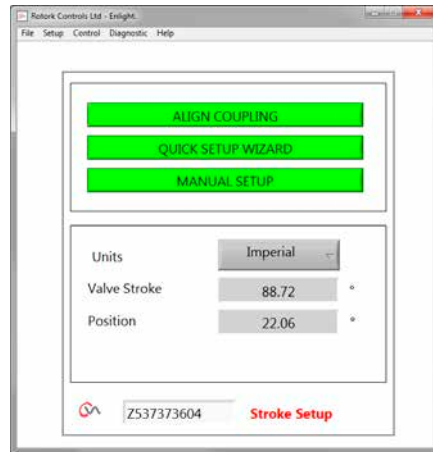 Rotork Controls Ltd - Enlight.
File Setup Control Diagnostic Help
ALIGN COUPLING
QUICK SETUP WIZARD
MANUAL SETUP
Units Imperial
Valve Stroke 88.72 °
Position 22.06 °
Z537373604 Stroke Setup